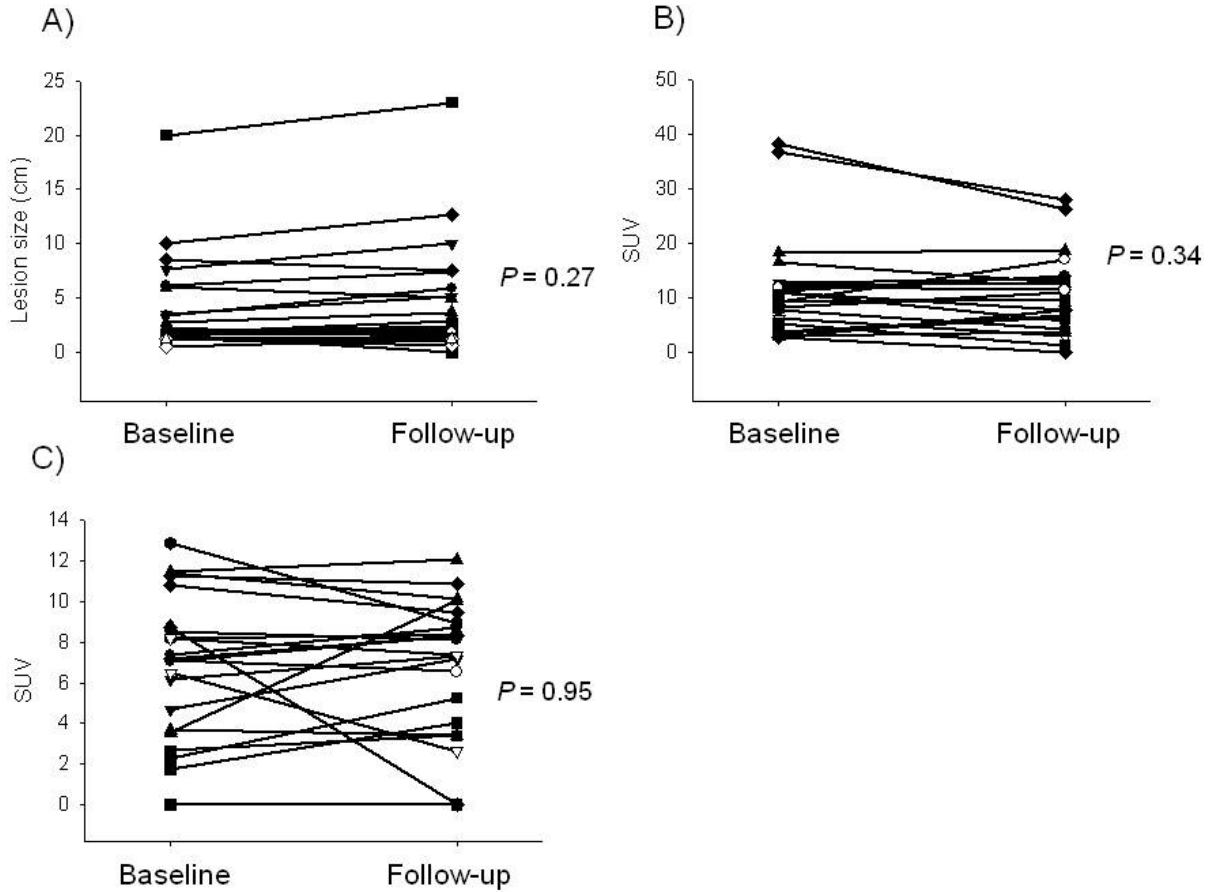 A)
Lesion size (cm)
25
20
15
10
5
0
P = 0.27
Baseline Follow-up
B)
SUV
50
40
30
20
10
0
P = 0.34
Baseline Follow-up
C)
SUV
14
12
10
8
6
4
2
0
P = 0.95
Baseline Follow-up